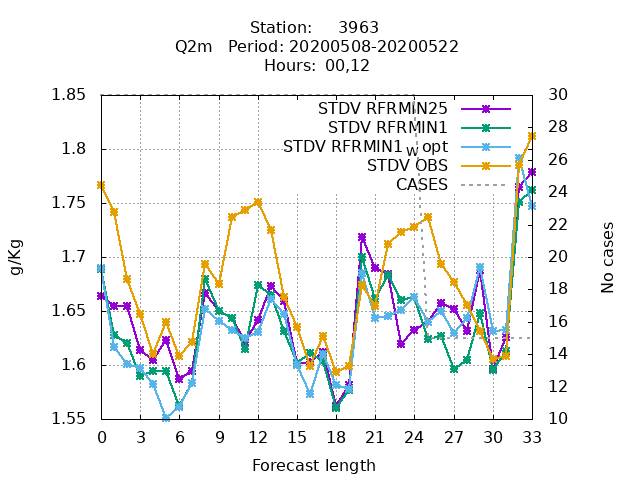 Station: 3963
Q2m Period: 20200508-20200522
Hours: 00,12
STDV RFRMIN25
STDV RFRMIN1
STDV RFRMIN1w opt
STDV OBS
CASES
1.85
1.8
1.75
1.7
1.65
1.6
1.55
30
28
26
24
22
20
18
16
14
12
10
0 3 6 9 12 15 18 21 24 27 30 33
g/Kg
No cases
Forecast length